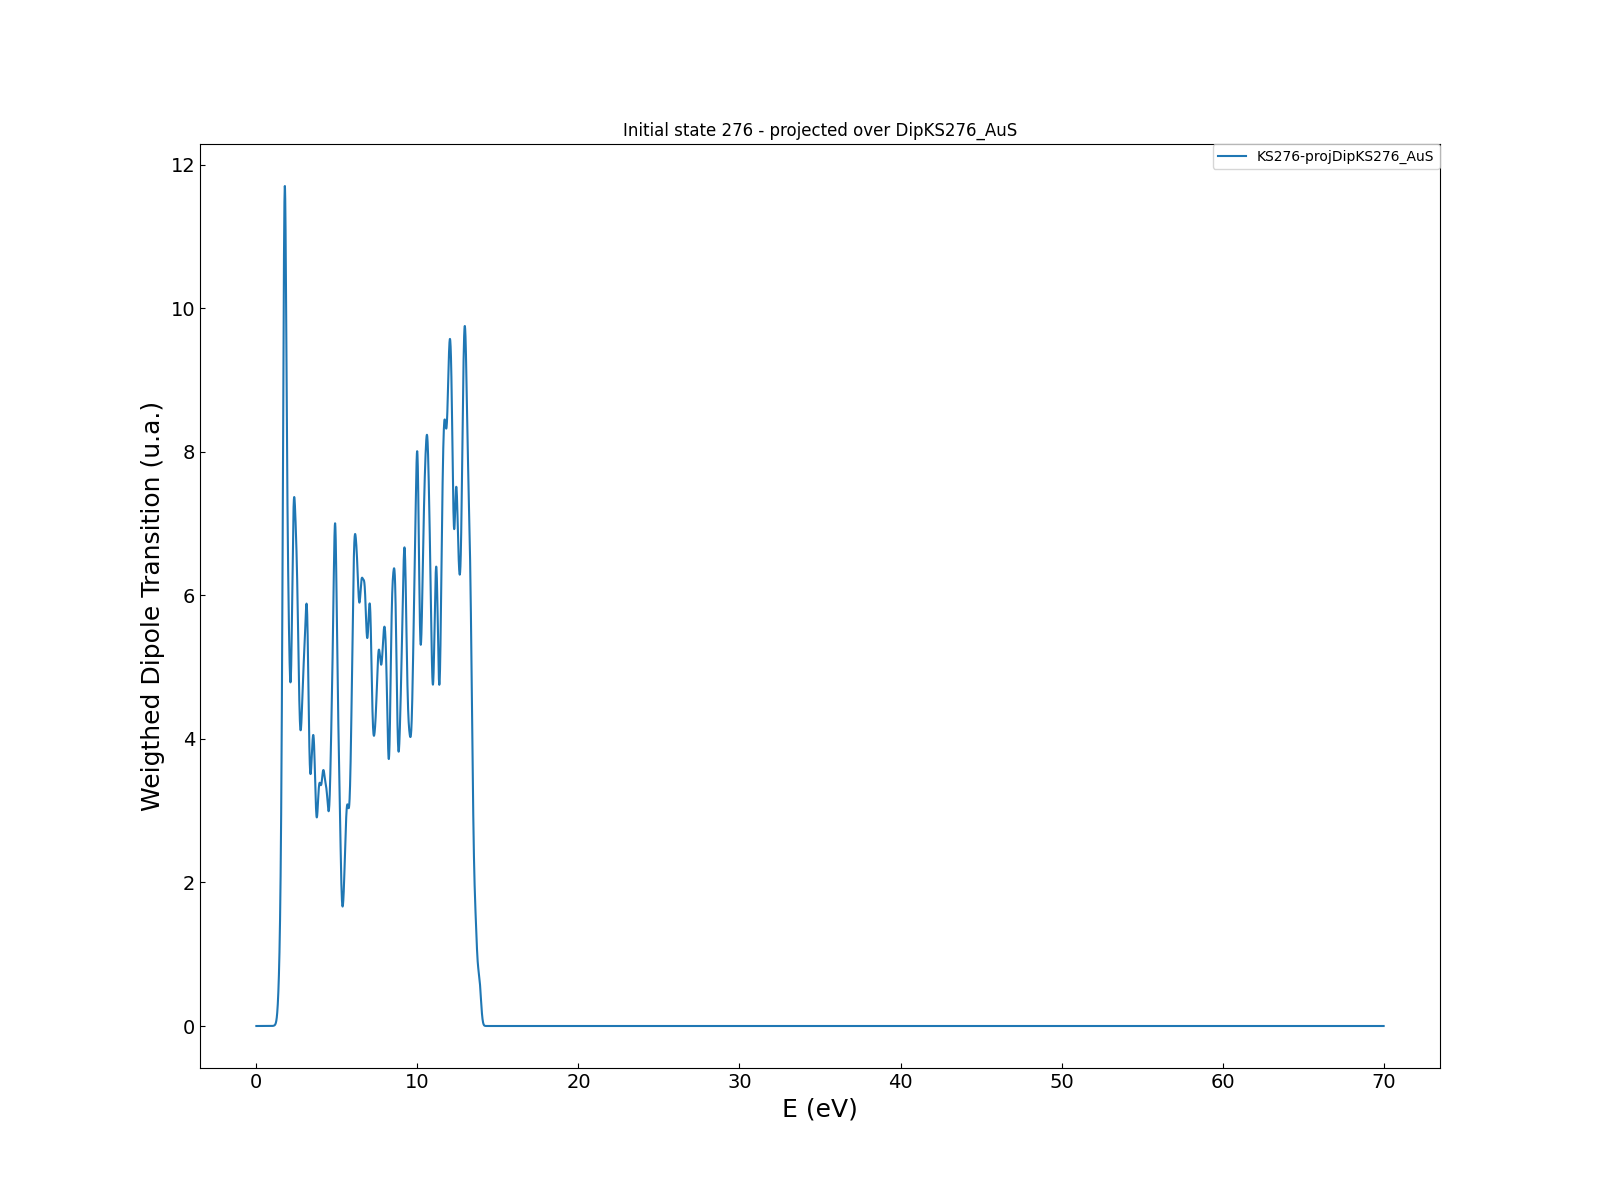 Initial state 276 - projected over DipKS276_AuS
KS276-projDipKS276_AuS
12
10
8
6
4
2
0
Weigthed Dipole Transition (u.a.)
0 10 20 30 40 50 60 70
E (eV)